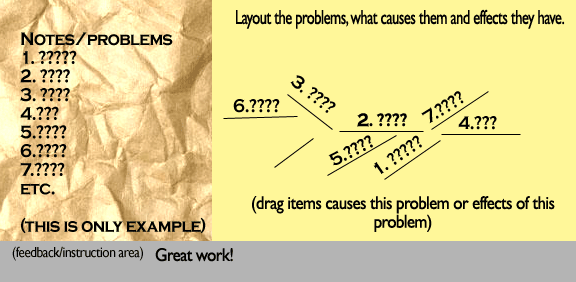 Notes/problems
1. ?????
2. ????
3. ????
4.???
5.????
6.????
7.????
etc.
(this is only example)
Layout the problems, what causes them and effects they have.
3. ????
6.????
2. ????
7.????
4.???
5.????
1. ?????
(drag items causes this problem or effects of this
problem)
(feedback/instruction area) Great work!